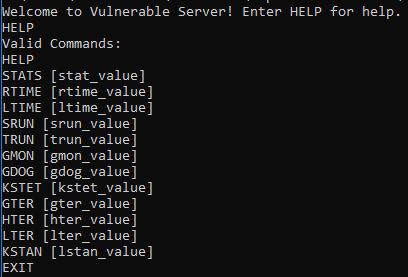 Welcome to Vulnerable Server! Enter HELP for help.
HELP
Valid Commands:
HELP
STATS [stat_value]
RTIME [rtime_value]
LTIME [ltime_value]
SRUN [srun_value]
TRUN [trun_value]
GMON [gmon_value]
GDOG [gdog_value]
KSTET [kstet_value]
GTER [gter_value]
HTER [hter_value]
LTER [lter_value]
KSTAN [lstan_value]
EXIT